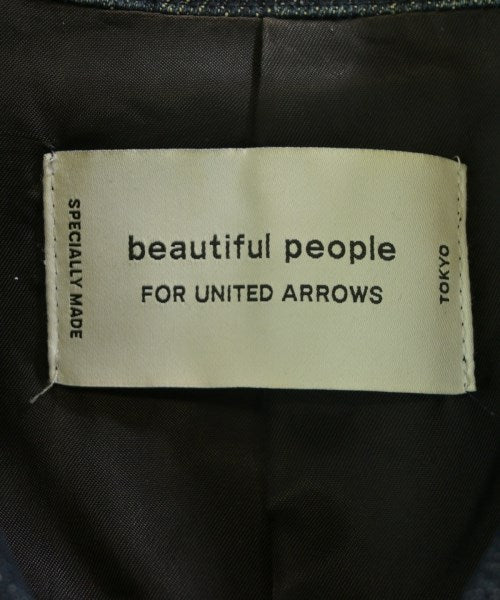 SPECIALLY MADE
beautiful people
FOR UNITED ARROWS
TOKYO